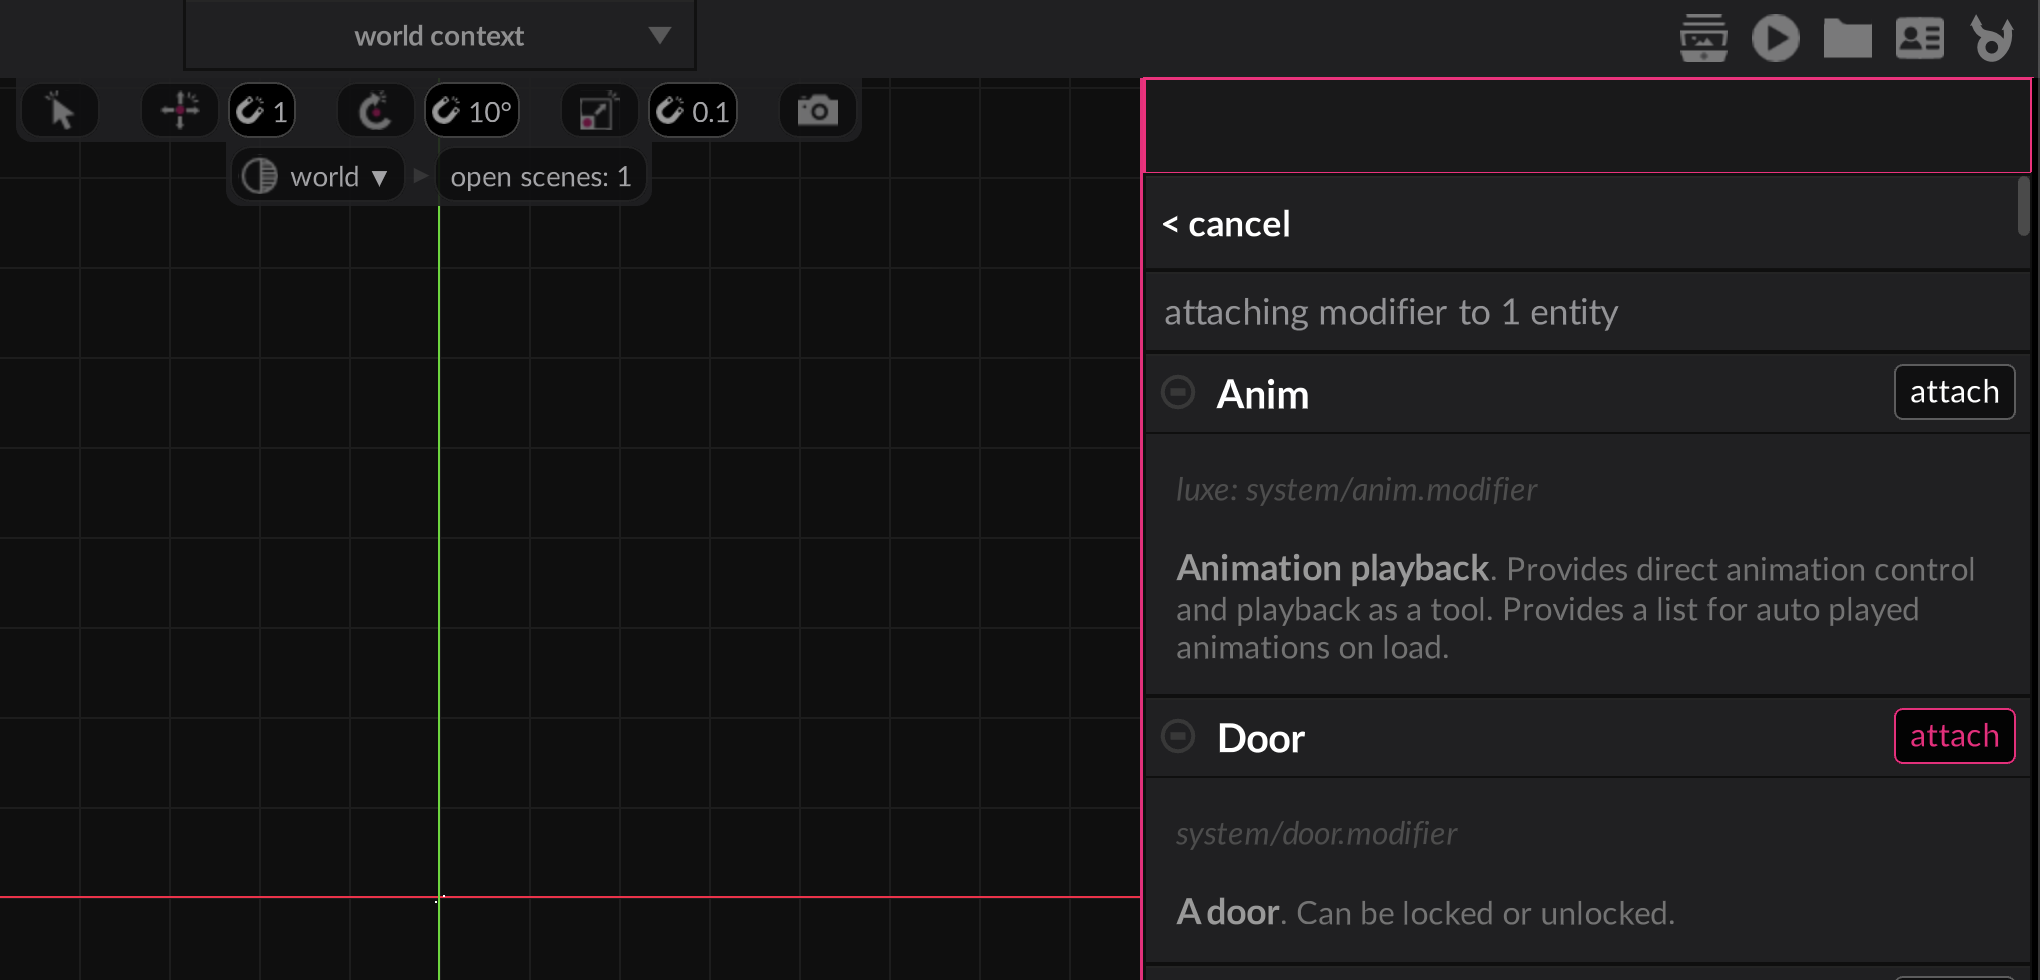 world context ▼
1
10°
0.1
world ▼ ▶ open scenes: 1
< cancel
attaching modifier to 1 entity
Anim
attach
luxe: system/anim.modifier
Animation playback. Provides direct animation control
and playback as a tool. Provides a list for auto played
animations on load.
Door
attach
system/door.modifier
A door. Can be locked or unlocked.